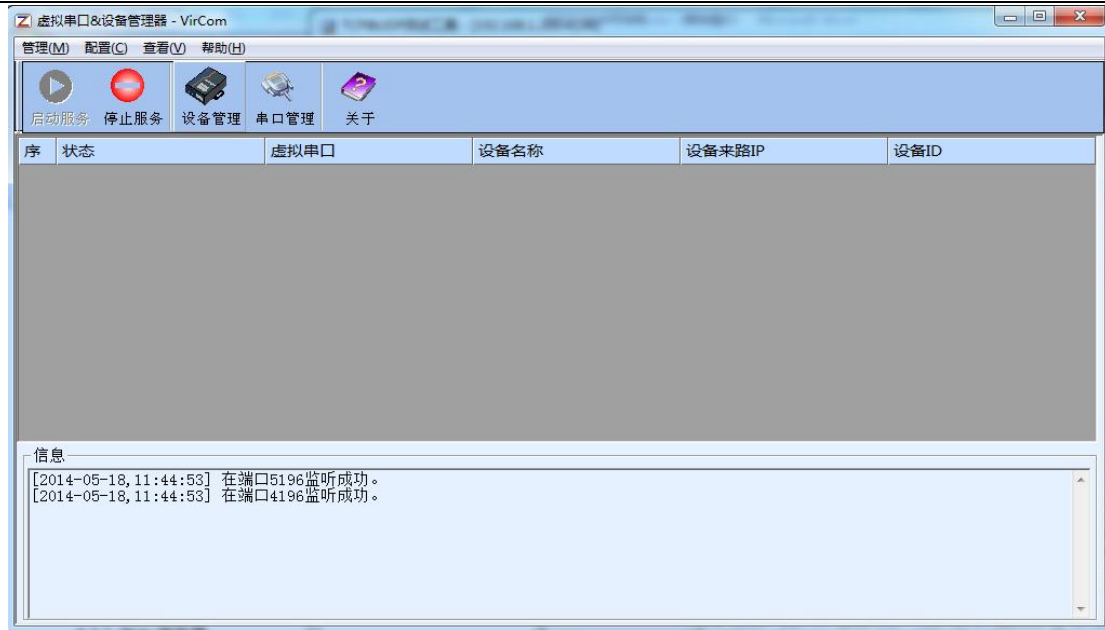 虚拟串口&设备管理器 - VirCom
管理(M) 配置(C) 查看(V) 帮助(H)
启动服务 停止服务 设备管理 串口管理 关于
序 状态 虚拟串口 设备名称 设备来路IP 设备ID
信息
[2014-05-18,11:44:53] 在端口5196监听成功。
[2014-05-18,11:44:53] 在端口4196监听成功。